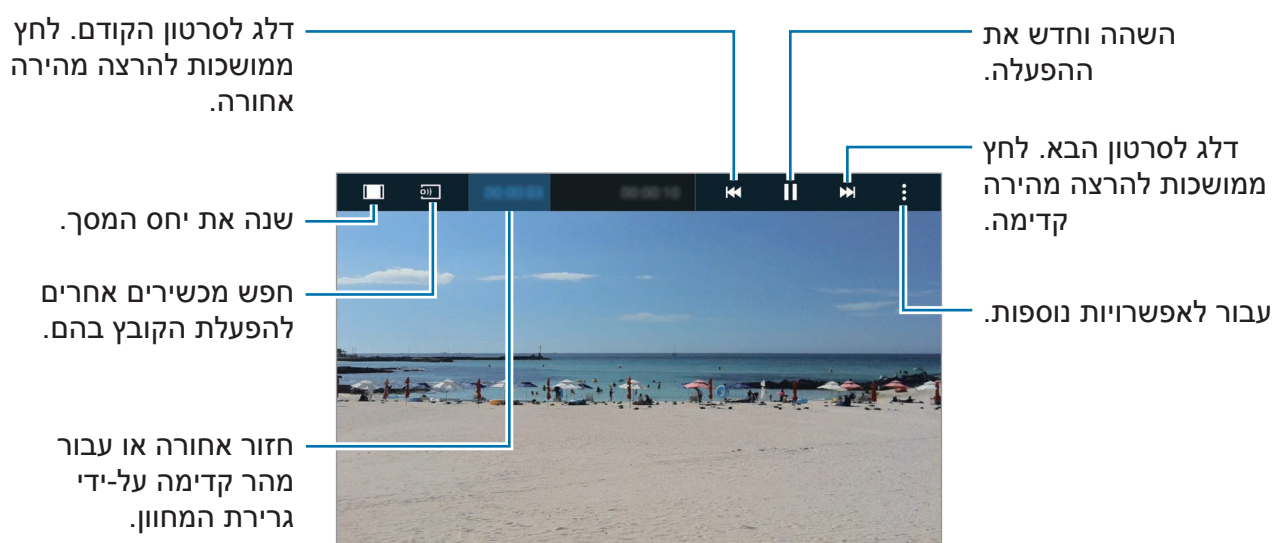 דלג לסרטון הקודם. לחץ
ממושכות להרצה מהירה
אחורה.
השהה וחדש את
ההפעלה.
דלג לסרטון הבא. לחץ
ממושכות להרצה מהירה
קדימה.
שנה את יחס המסך.
חפש מכשירים אחרים
להפעלת הקובץ בהם.
עבור לאפשרויות נוספות.
חזור אחורה או עבור
מהר קדימה על-ידי
גרירת המחוון.